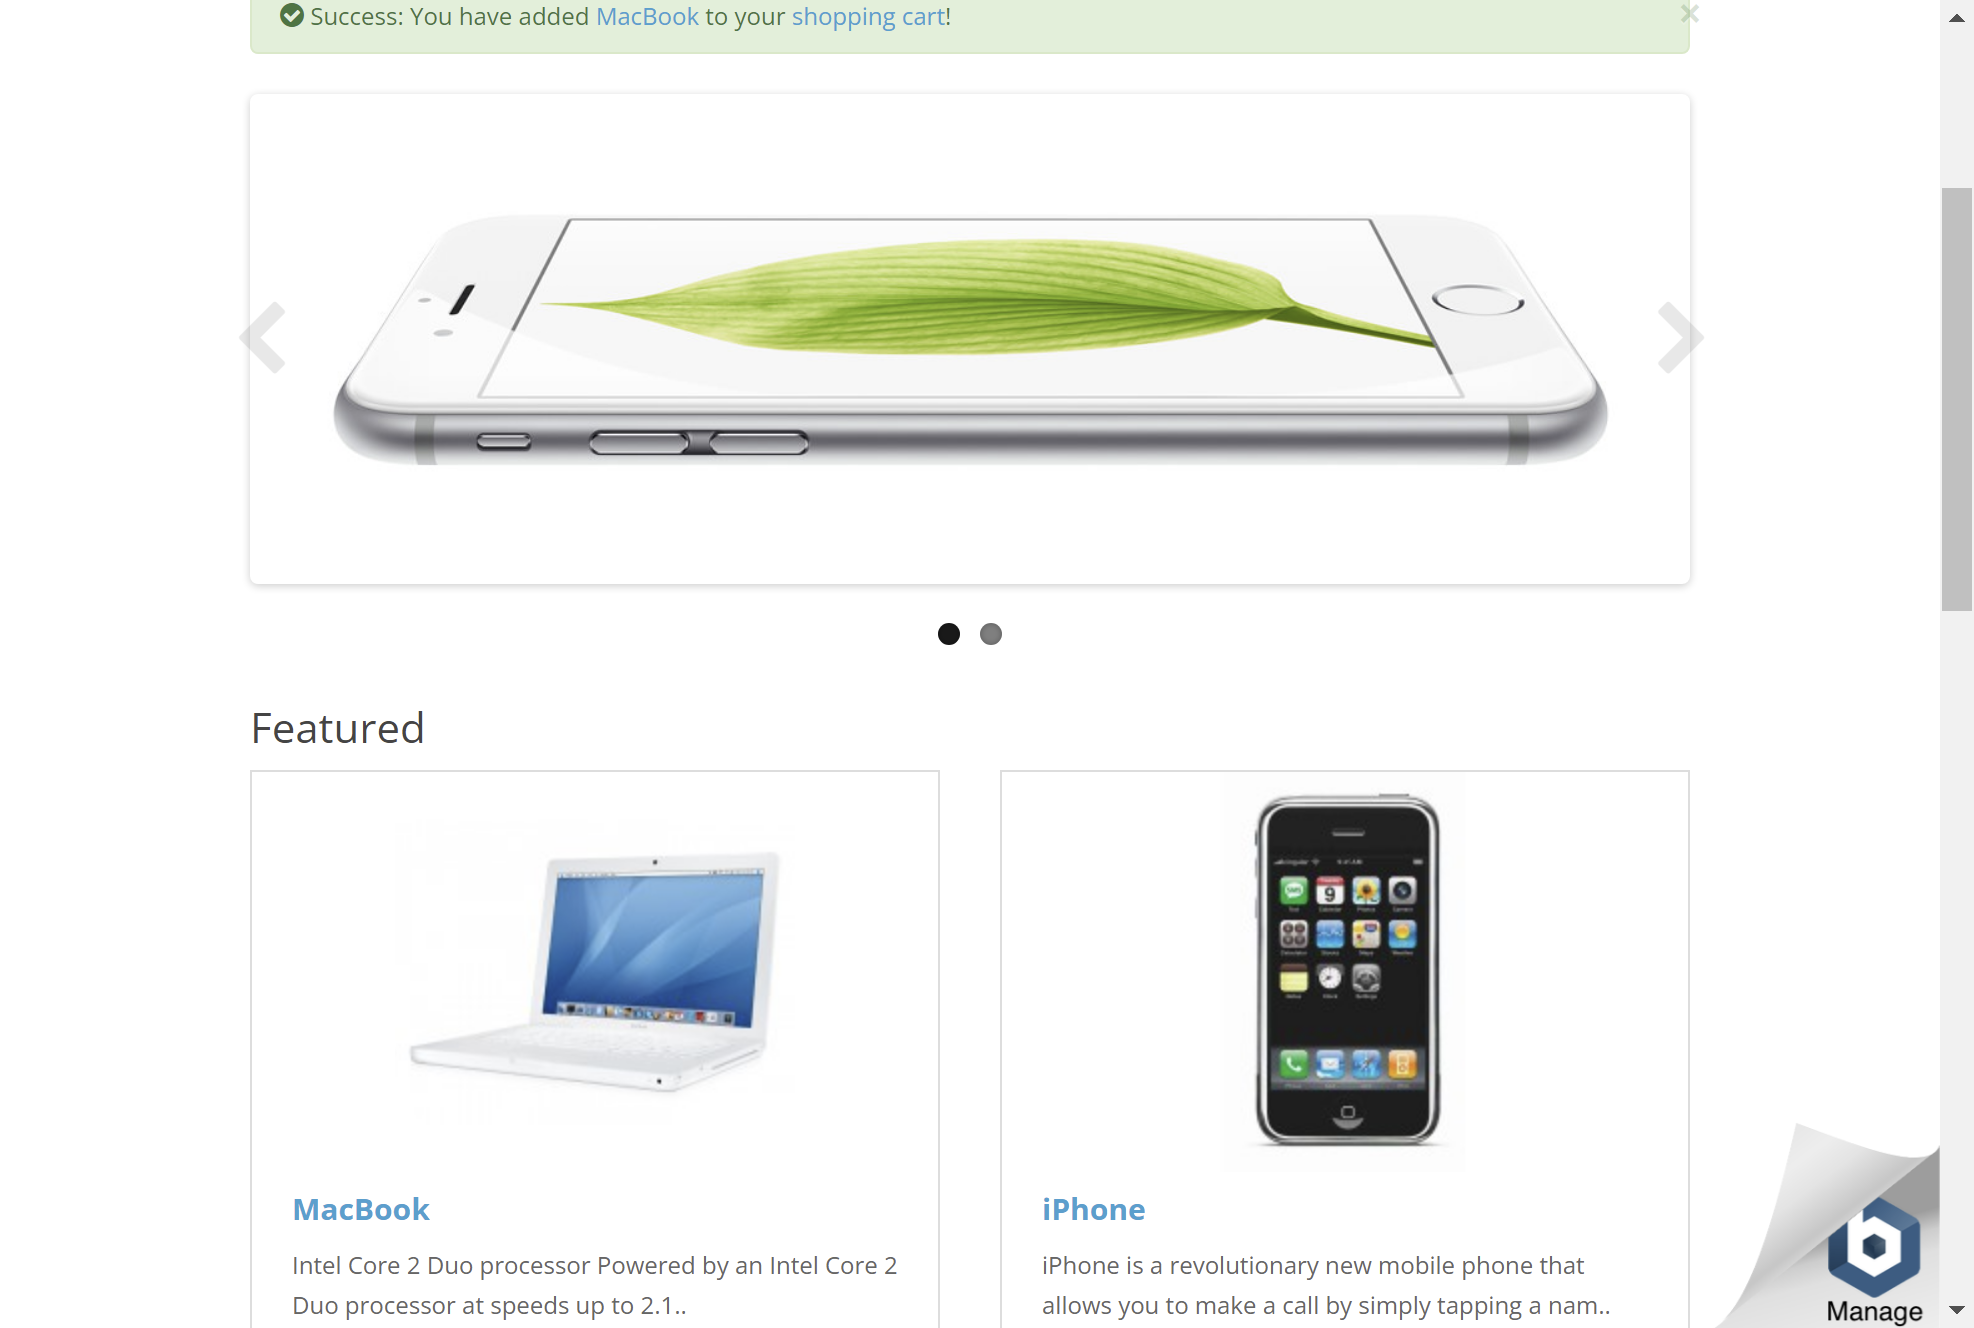 Success: You have added MacBook to your shopping cart!
×
Featured
MacBook
Intel Core 2 Duo processor Powered by an Intel Core 2
Duo processor at speeds up to 2.1..
iPhone
iPhone is a revolutionary new mobile phone that
allows you to make a call by simply tapping a nam..
9
b
Manage